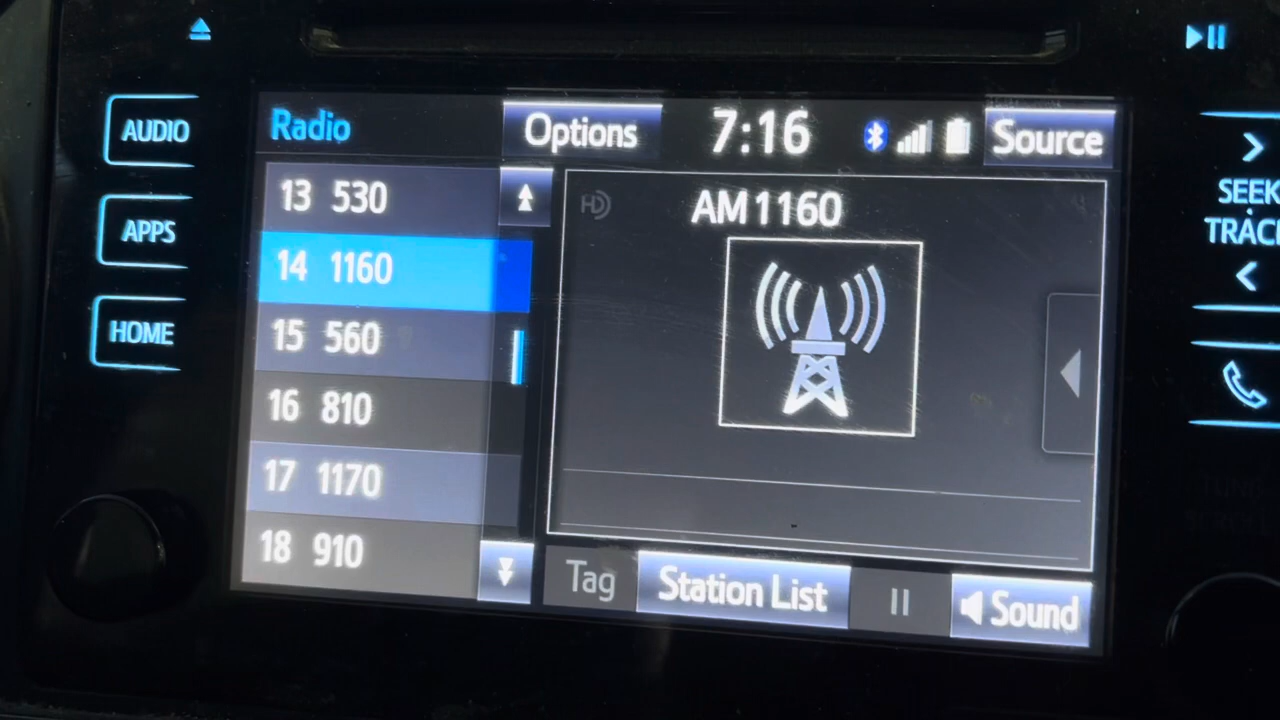 AUDIO
APPS
HOME
Radio
Options
7:16
Source
13 530
14 1160
15 560
16 810
17 1170
18 910
HD
AM 1160
Tag
Station List
Sound
SEEK